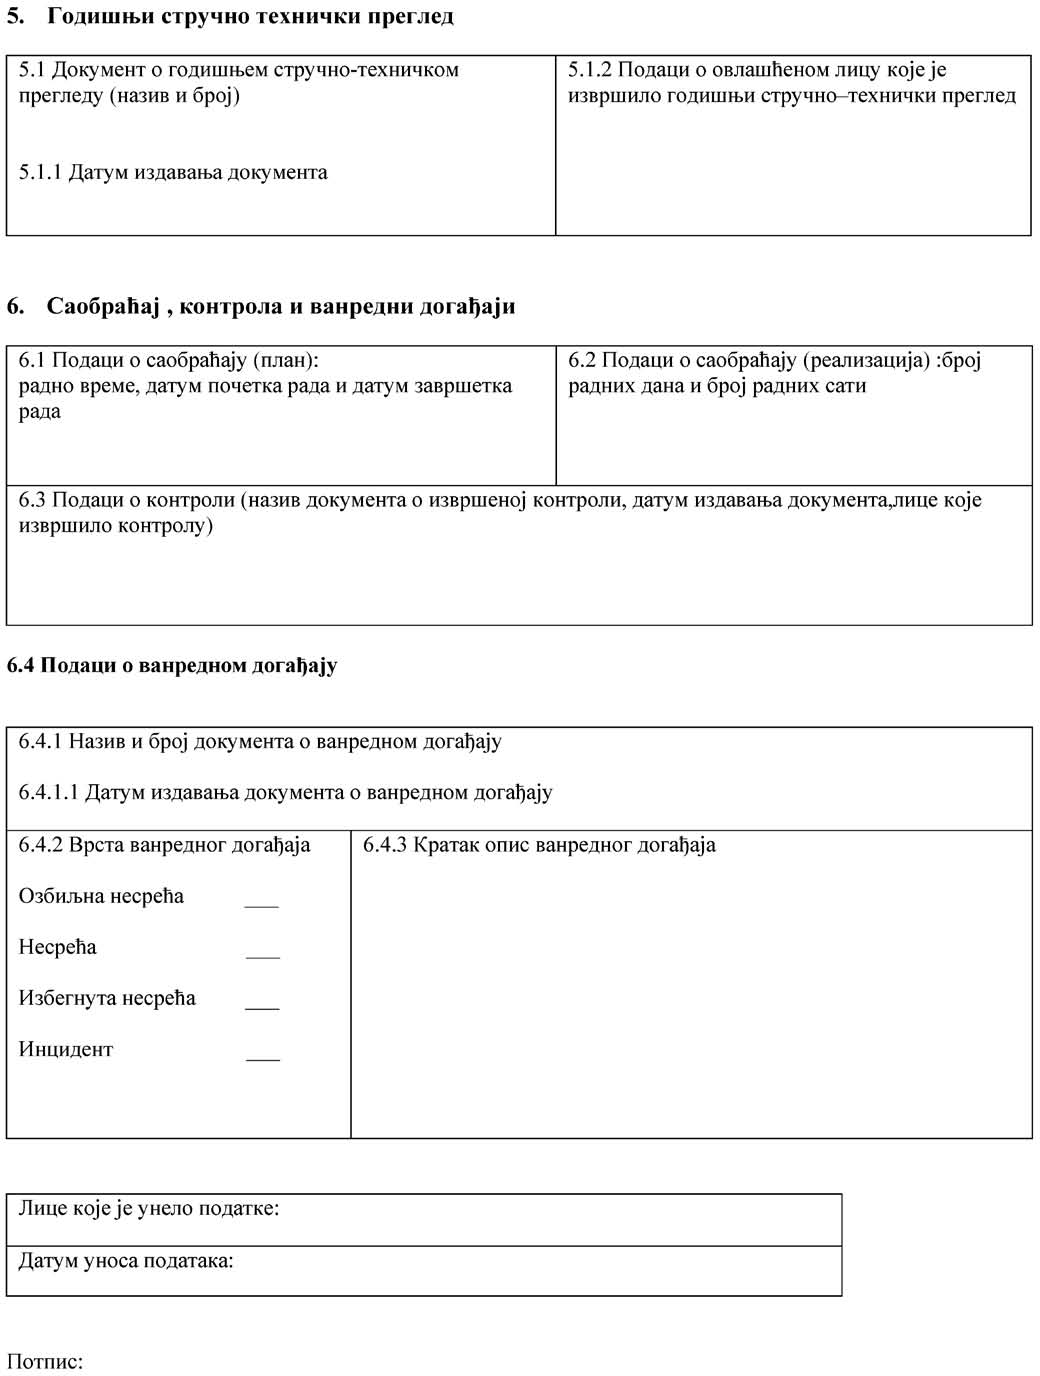 5. Годишњи стручно технички преглед
5.1 Документ о годишњем стручно-техничком
прегледу (назив и број)
5.1.1 Датум издавања документа
5.1.2 Подаци о овлашћеном лицу које је
извршило годишњи стручно–технички преглед
6. Саобраћај , контрола и ванредни догађаји
6.1 Подаци о саобраћају (план):
радно време, датум почетка рада и датум завршетка
рада
6.2 Подаци о саобраћају (реализација) :број
радних дана и број радних сати
6.3 Подаци о контроли (назив документа о извршеној контроли, датум издавања документа,лице које
извршило контролу)
6.4 Подаци о ванредном догађају
6.4.1 Назив и број документа о ванредном догађају
6.4.1.1 Датум издавања документа о ванредном догађају
6.4.2 Врста ванредног догађаја
Озбиљна несрећа ___
Несрећа ___
Избегнута несрећа ___
Инцидент ___
6.4.3 Кратак опис ванредног догађаја
Лице које је унело податке:
Датум уноса података:
Потпис: